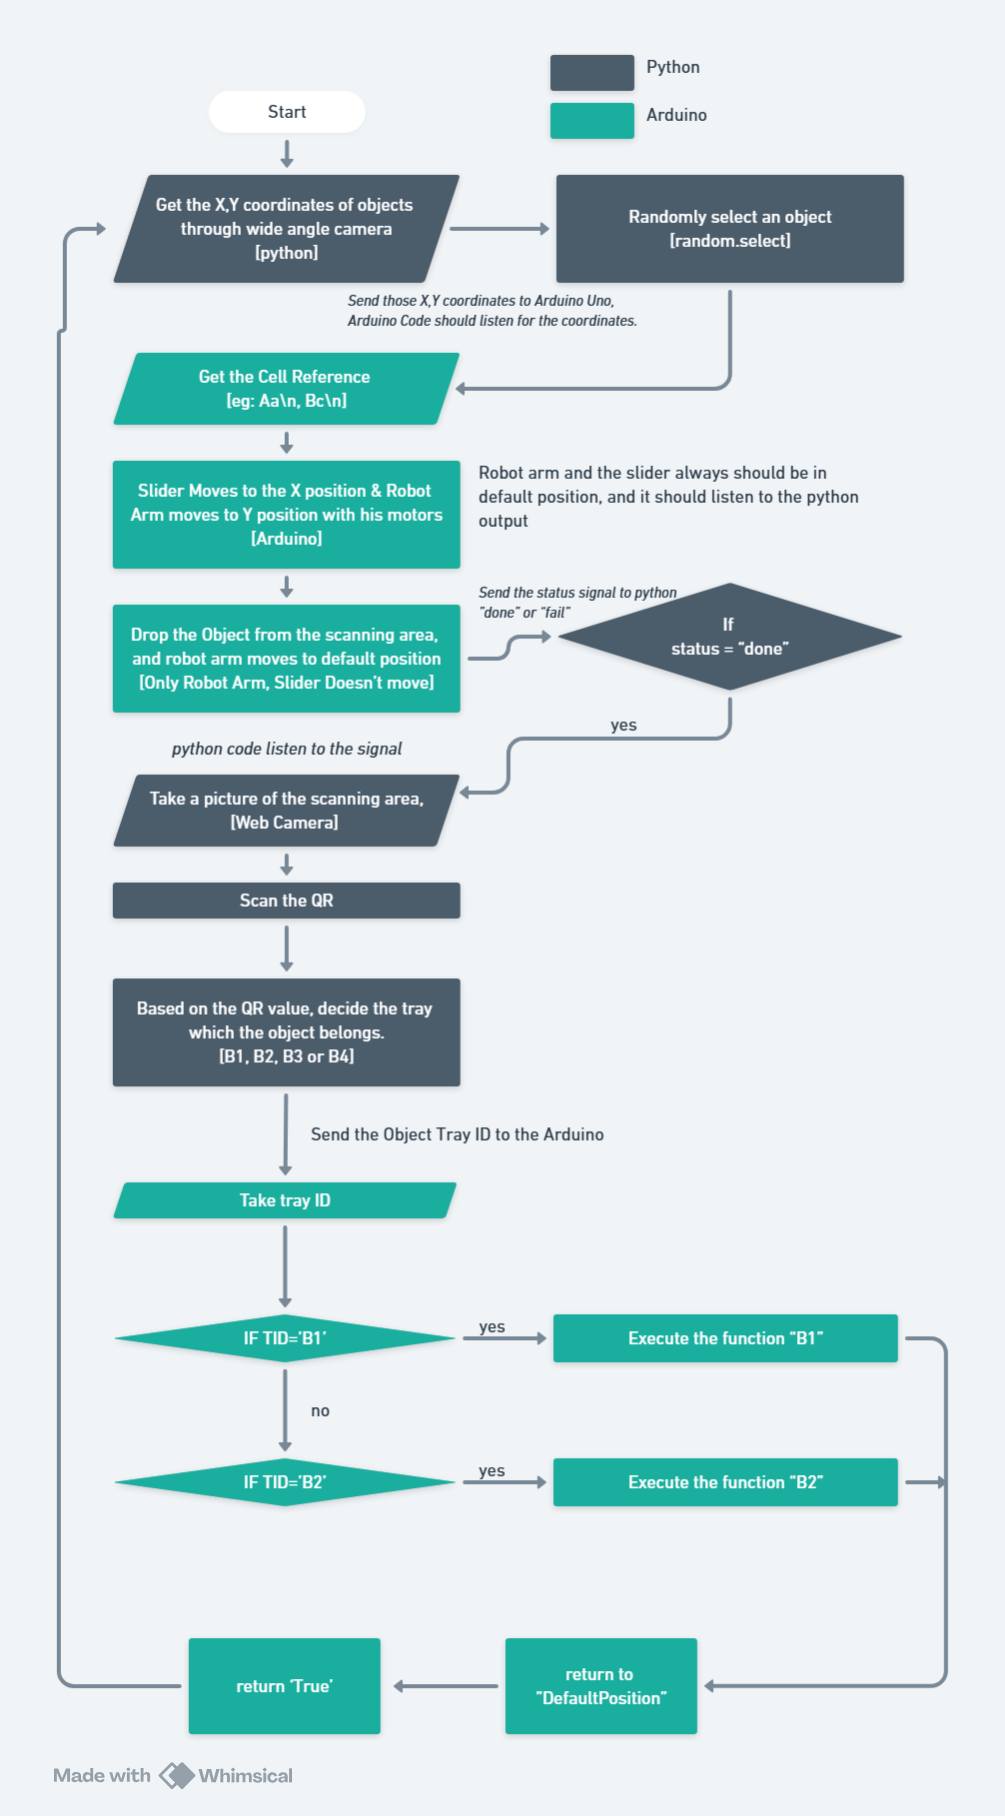 Python
Arduino
Start
Get the X,Y coordinates of objects
through wide angle camera
[python]
Randomly select an object
[random.select]
Send those X,Y coordinates to Arduino Uno,
Arduino Code should listen for the coordinates.
Get the Cell Reference
[eg: Aa\n, Bc\n]
Slider Moves to the X position & Robot
Arm moves to Y position with his motors
[Arduino]
Robot arm and the slider always should be in
default position, and it should listen to the python
output
Drop the Object from the scanning area,
and robot arm moves to default position
[Only Robot Arm, Slider Doesn't move]
Send the status signal to python
"done" or "fail"
If
status = "done"
yes
python code listen to the signal
Take a picture of the scanning area,
[Web Camera]
Scan the QR
Based on the QR value, decide the tray
which the object belongs.
[B1, B2, B3 or B4]
Send the Object Tray ID to the Arduino
Take tray ID
IF TID='B1'
yes
Execute the function "B1"
no
IF TID='B2'
yes
Execute the function "B2"
return 'True'
return to
"DefaultPosition"
Made with Whimsical